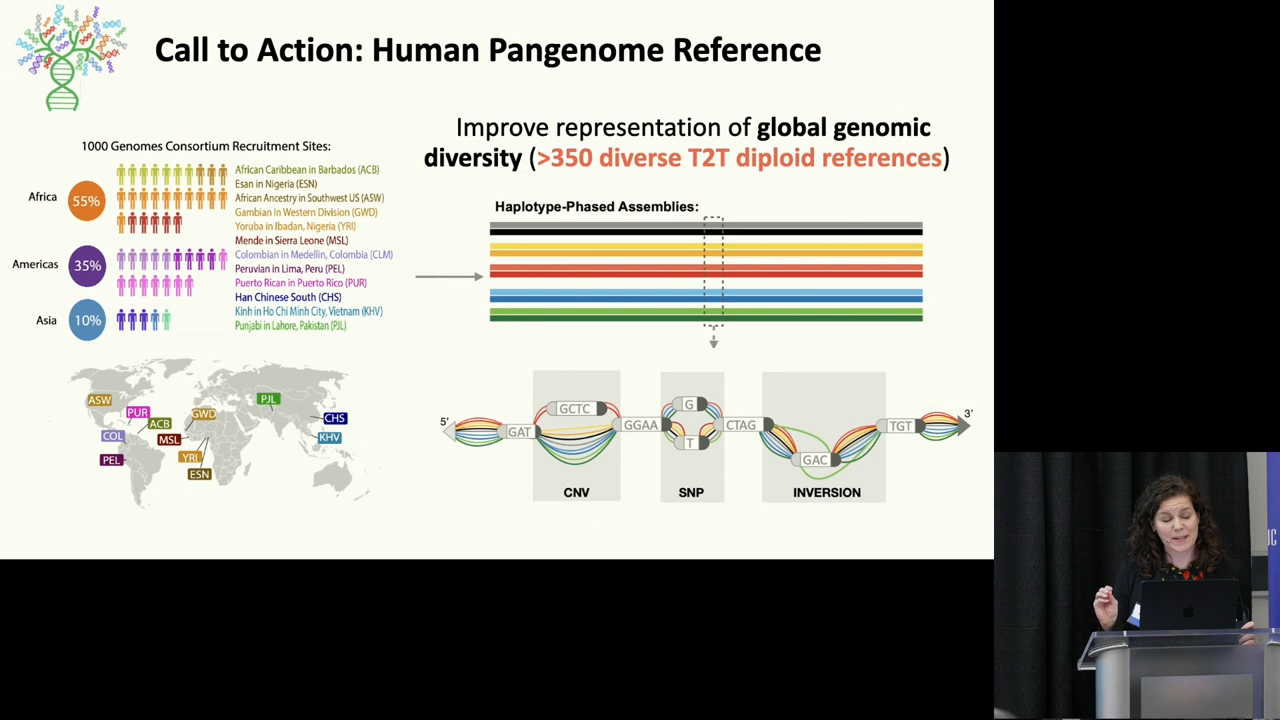 Call to Action: Human Pangenome Reference
Improve representation of global genomic
diversity (>350 diverse T2T diploid references)
1000 Genomes Consortium Recruitment Sites:
Africa
55%
Americas
35%
Asia
10%
African Caribbean in Barbados (ACB)
Esan in Nigeria (ESN)
African Ancestry in Southwest US (ASW)
Gambian in Western Division (GWD)
Yoruba in Ibadan, Nigeria (YRI)
Mende in Sierra Leone (MSL)
Colombian in Medellin, Colombia (CLM)
Peruvian in Lima, Peru (PEL)
Puerto Rican in Puerto Rico (PUR)
Han Chinese South (CHS)
Kinh in Ho Chi Minh City, Vietnam (KHV)
Punjabi in Lahore, Pakistan (PJL)
Haplotype-Phased Assemblies:
ASW
PUR
ACB
GWD
PJL
CHS
COL
MSL
KHV
PEL
YRI
ESN
5'
GAT
GCTC
GGAA
G
T
CTAG
GAC
TGT
3'
CNV
SNP
INVERSION